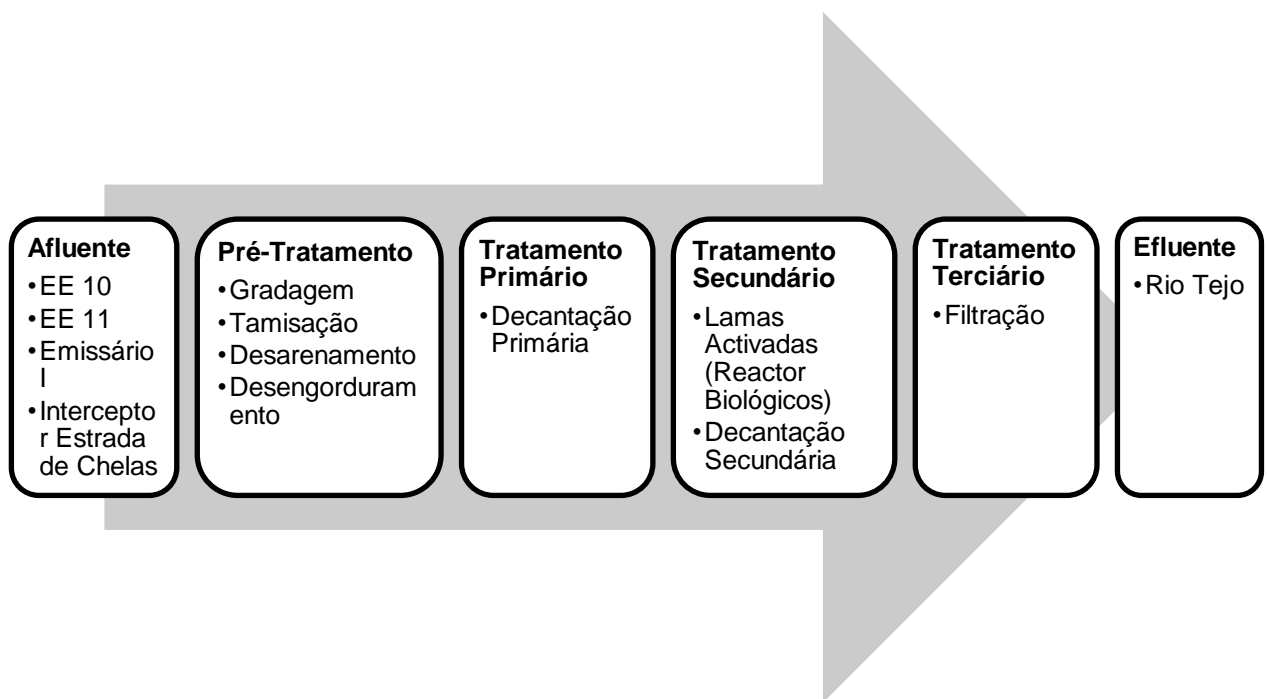 Afluente
•EE 10
•EE 11
•Emissário
I
•Intercepto
r Estrada
de Chelas
Pré-Tratamento
•Gradagem
•Tamisação
•Desarenamento
•Desengorduram
ento
Tratamento
Primário
•Decantação
Primária
Tratamento
Secundário
•Lamas
Activadas
(Reactor
Biológicos)
•Decantação
Secundária
Tratamento
Terciário
•Filtração
Efluente
•Rio Tejo